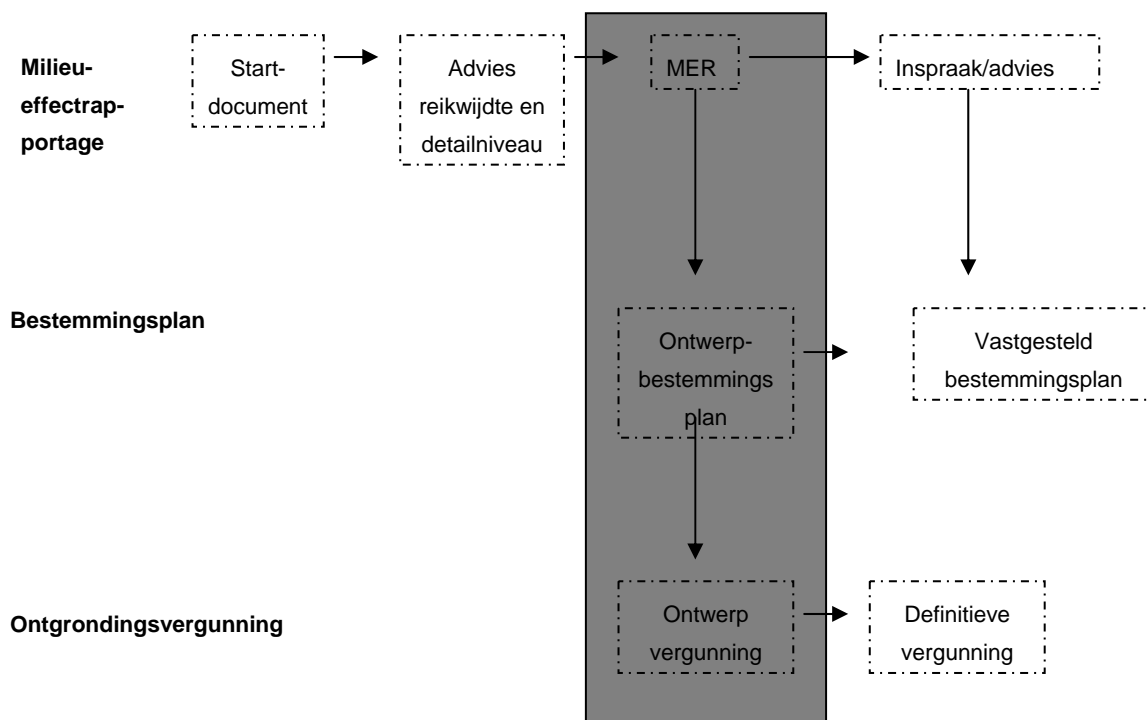 Milieu-
effectrap-
portage
Start-
document
Advies
reikwijdte en
detailniveau
MER
Inspraak/advies
Bestemmingsplan
Ontwerp-
bestemmings
plan
Vastgesteld
bestemmingsplan
Ontgrondingsvergunning
Ontwerp
vergunning
Definitieve
vergunning